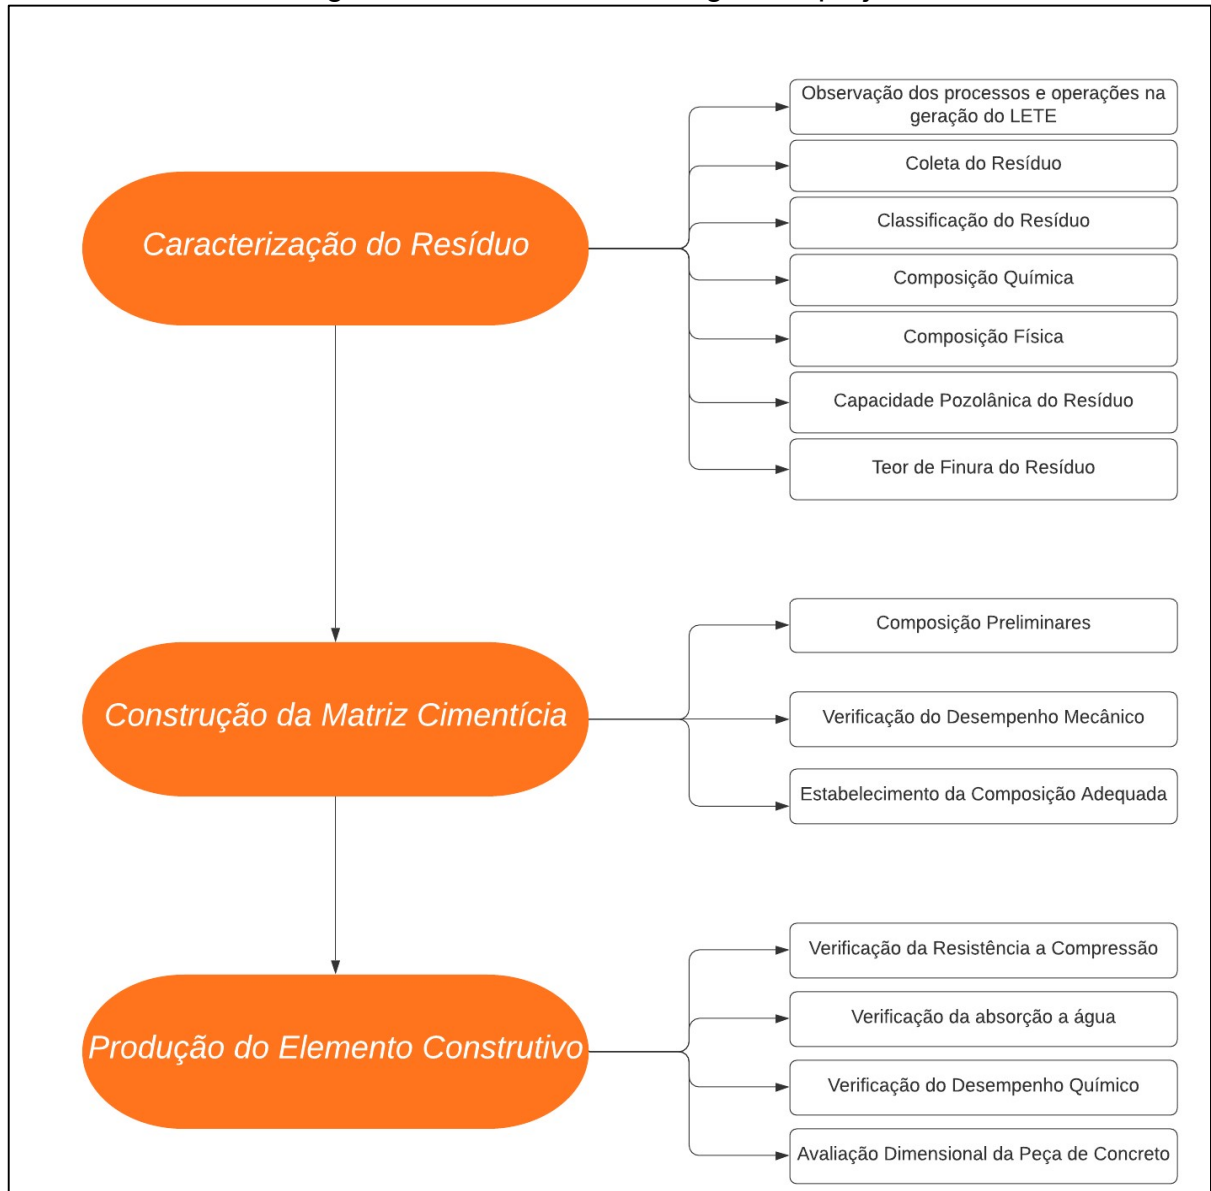 Caracterização do Resíduo
Observação dos processos e operações na
geração do LETE
Coleta do Resíduo
Classificação do Resíduo
Composição Química
Composição Física
Capacidade Pozolânica do Resíduo
Teor de Finura do Resíduo
Construção da Matriz Cimentícia
Composição Preliminares
Verificação do Desempenho Mecânico
Estabelecimento da Composição Adequada
Produção do Elemento Construtivo
Verificação da Resistência a Compressão
Verificação da absorção a água
Verificação do Desempenho Químico
Avaliação Dimensional da Peça de Concreto